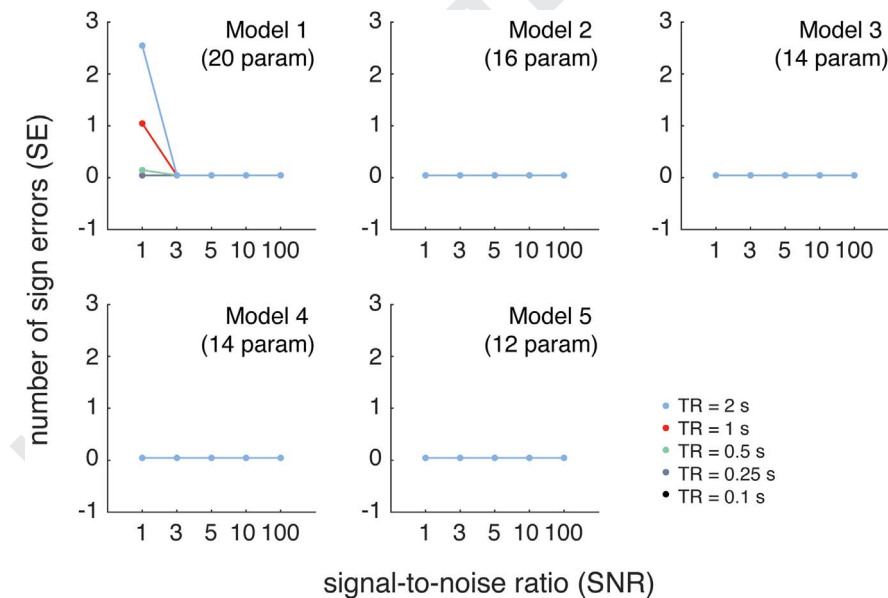 number of sign errors (SE)
Model 1
(20 param)
3
2
1
0
-1
1 3 5 10 100
Model 2
(16 param)
3
2
1
0
-1
1 3 5 10 100
Model 3
(14 param)
3
2
1
0
-1
1 3 5 10 100
Model 4
(14 param)
3
2
1
0
-1
1 3 5 10 100
Model 5
(12 param)
3
2
1
0
-1
1 3 5 10 100
TR = 2 s
TR = 1 s
TR = 0.5 s
TR = 0.25 s
TR = 0.1 s
signal-to-noise ratio (SNR)